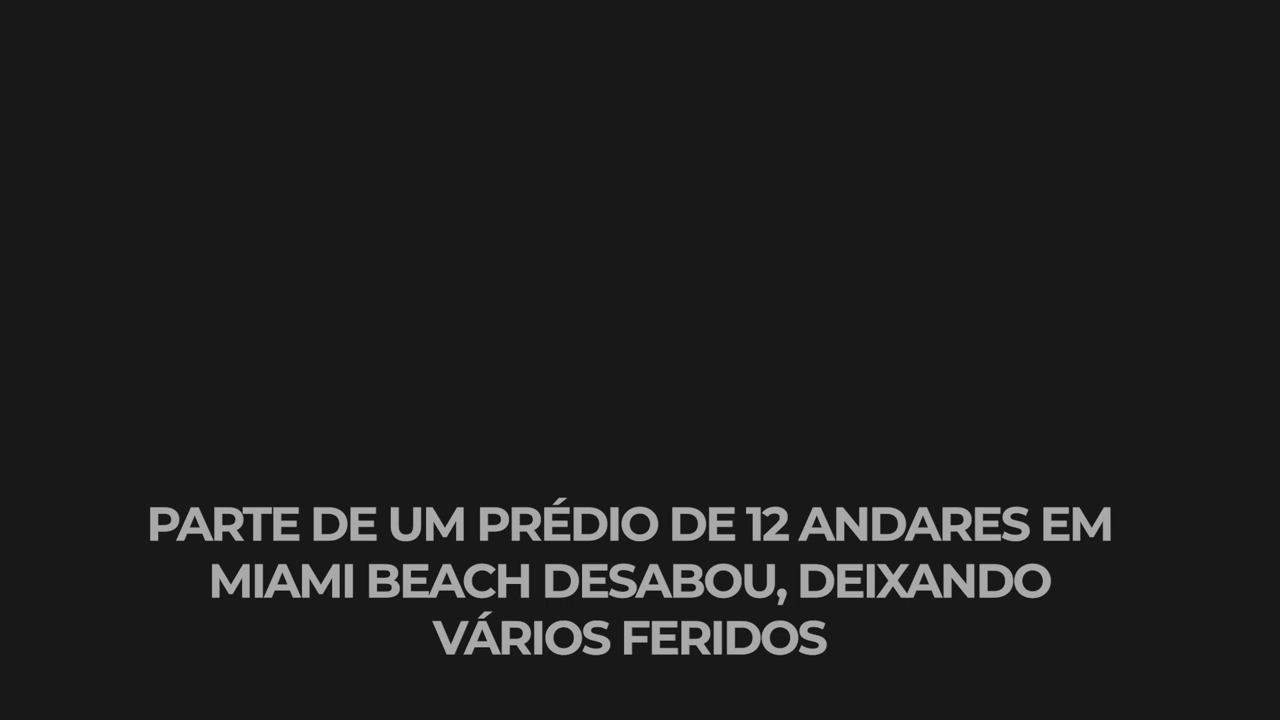 PARTE DE UM PRÉDIO DE 12 ANDARES EM
MIAMI BEACH DESABOU, DEIXANDO
VÁRIOS FERIDOS